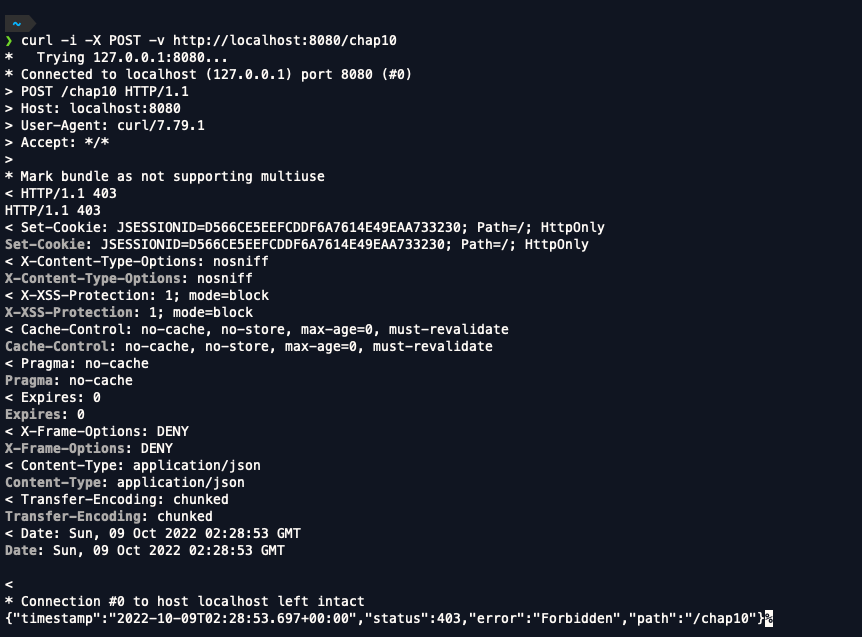 ~
❯ curl -i -X POST -v http://localhost:8080/chap10
*   Trying 127.0.0.1:8080...
* Connected to localhost (127.0.0.1) port 8080 (#0)
> POST /chap10 HTTP/1.1
> Host: localhost:8080
> User-Agent: curl/7.79.1
> Accept: */*
>
* Mark bundle as not supporting multiuse
< HTTP/1.1 403
HTTP/1.1 403
< Set-Cookie: JSESSIONID=D566CE5EEFCDDF6A7614E49EAA733230; Path=/; HttpOnly
Set-Cookie: JSESSIONID=D566CE5EEFCDDF6A7614E49EAA733230; Path=/; HttpOnly
< X-Content-Type-Options: nosniff
X-Content-Type-Options: nosniff
< X-XSS-Protection: 1; mode=block
X-XSS-Protection: 1; mode=block
< Cache-Control: no-cache, no-store, max-age=0, must-revalidate
Cache-Control: no-cache, no-store, max-age=0, must-revalidate
< Pragma: no-cache
Pragma: no-cache
< Expires: 0
Expires: 0
< X-Frame-Options: DENY
X-Frame-Options: DENY
< Content-Type: application/json
Content-Type: application/json
< Transfer-Encoding: chunked
Transfer-Encoding: chunked
< Date: Sun, 09 Oct 2022 02:28:53 GMT
Date: Sun, 09 Oct 2022 02:28:53 GMT
<
* Connection #0 to host localhost left intact
{"timestamp":"2022-10-09T02:28:53.697+00:00","status":403,"error":"Forbidden","path":"/chap10"}%